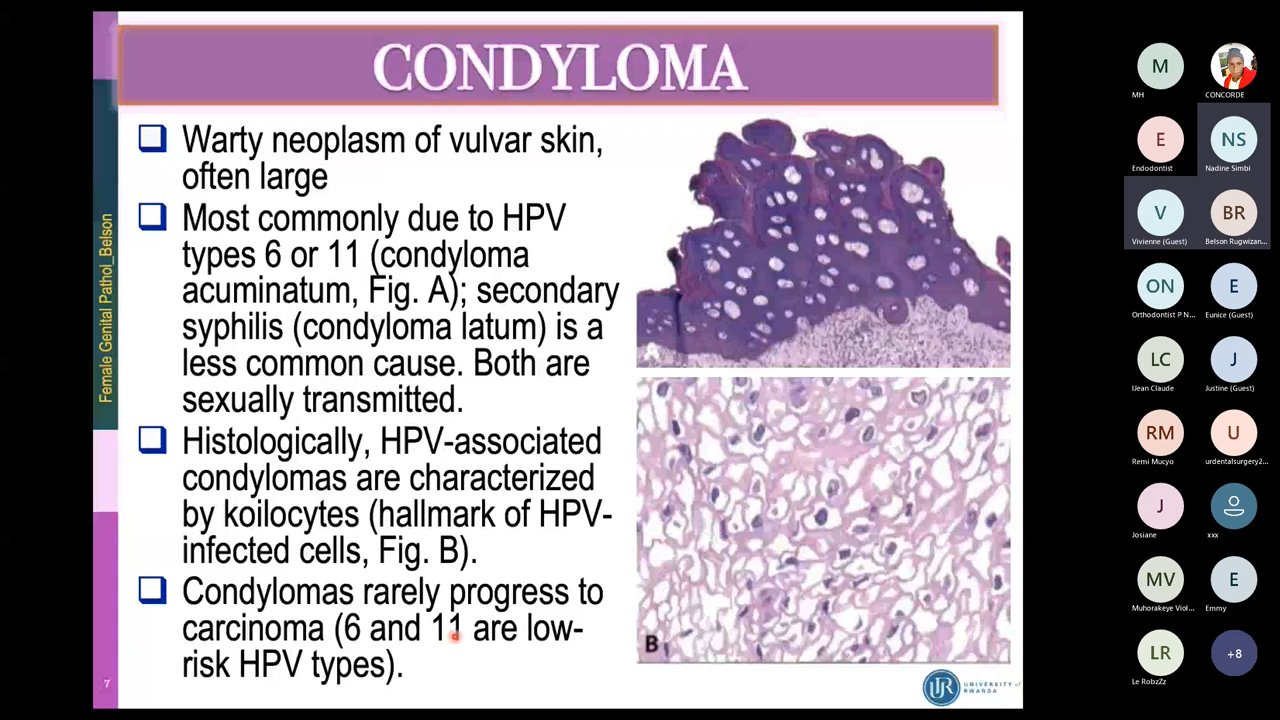 CONDYLOMA
Warty neoplasm of vulvar skin,
often large
Most commonly due to HPV
types 6 or 11 (condyloma
acuminatum, Fig. A); secondary
syphilis (condyloma latum) is a
less common cause. Both are
sexually transmitted.
Histologically, HPV-associated
condylomas are characterized
by koilocytes (hallmark of HPV-
infected cells, Fig. B).
Condylomas rarely progress to
carcinoma (6 and 11 are low-
risk HPV types).
Female Genital Pathol_Belson
7
A
B
UR
UNIVERSITY of
RWANDA
M
MH
CONCORDE
E
Endodontist
NS
Nadine Simbi
V
Vivienne (Guest)
BR
Belson Rugwizan...
ON
Orthodontist P N...
E
Eunice (Guest)
LC
IJean Claude
J
Justine (Guest)
RM
Remi Mucyo
U
urdentalsurgery2...
J
Josiane
xxx
MV
Muhorakeye Viol...
E
Emmy
LR
Le RobzZz
+8